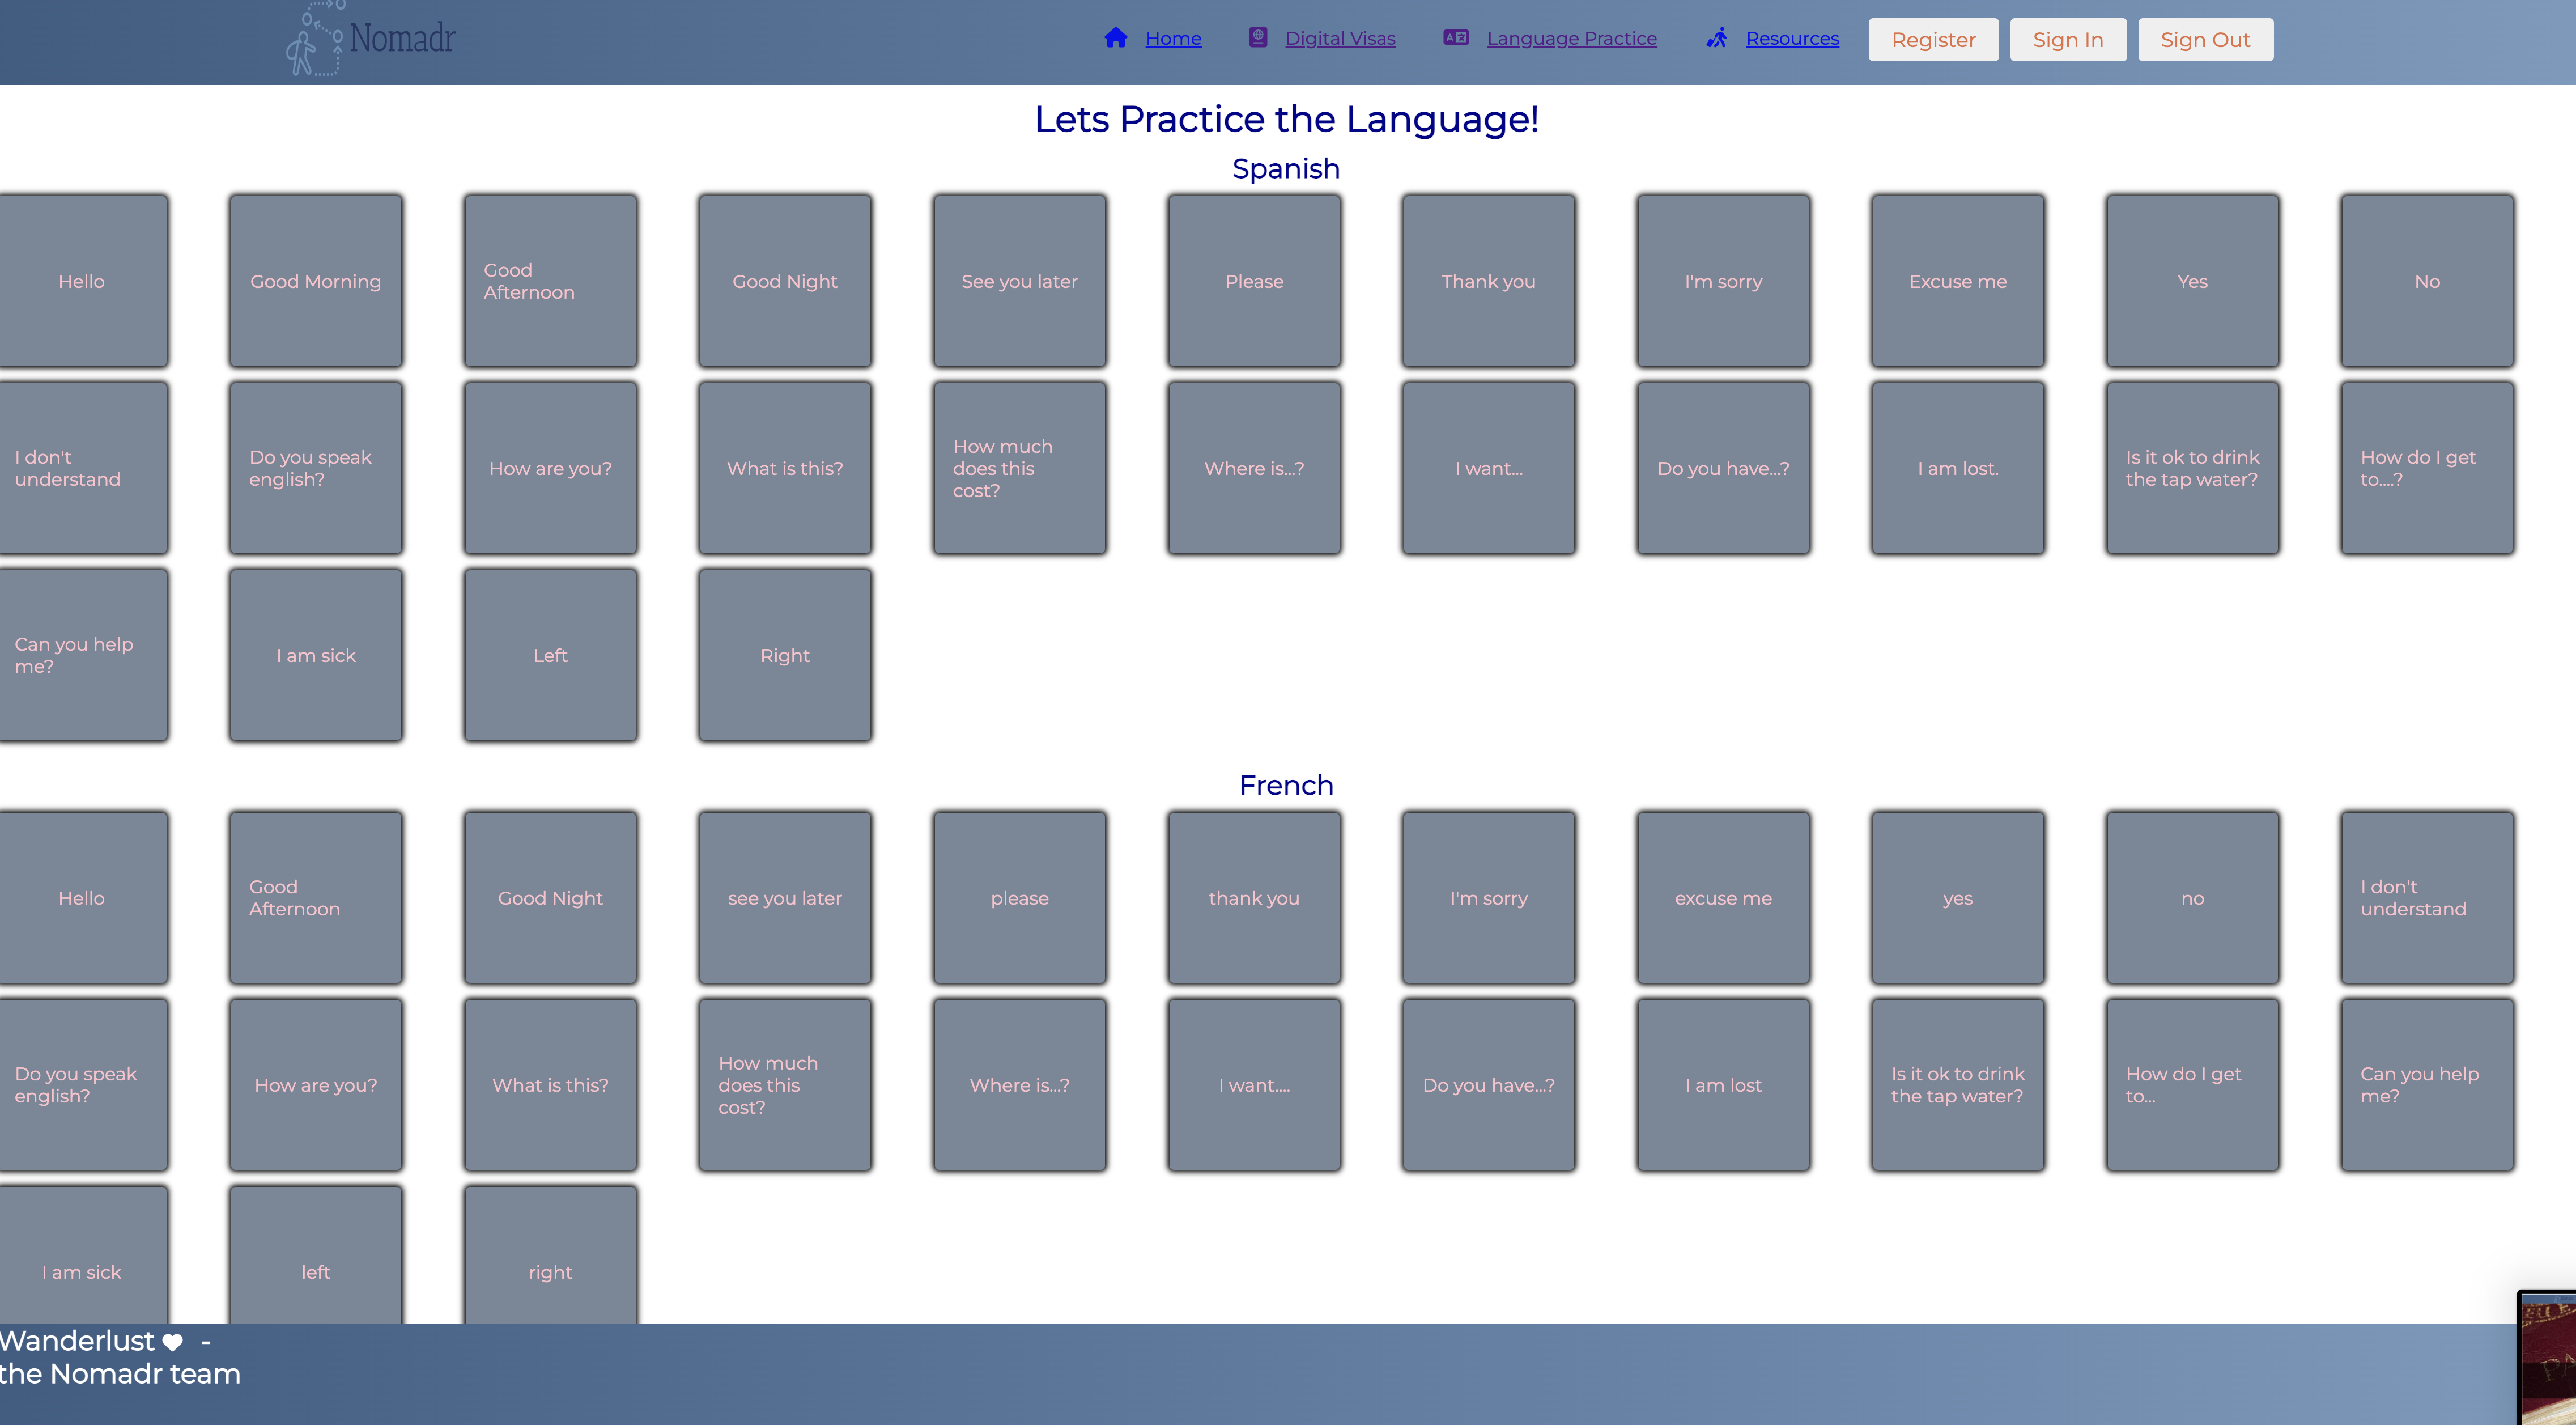 Nomadr
Home
Digital Visas
Language Practice
Resources
Register
Sign In
Sign Out
Lets Practice the Language!
Spanish
Hello
Good Morning
Good
Afternoon
Good Night
See you later
Please
Thank you
I'm sorry
Excuse me
Yes
No
I don't
understand
Do you speak
english?
How are you?
What is this?
How much
does this
cost?
Where is...?
I want...
Do you have...?
I am lost.
Is it ok to drink
the tap water?
How do I get
to....?
Can you help
me?
I am sick
Left
Right
French
Hello
Good
Afternoon
Good Night
see you later
please
thank you
I'm sorry
excuse me
yes
no
I don't
understand
Do you speak
english?
How are you?
What is this?
How much
does this
cost?
Where is...?
I want....
Do you have...?
I am lost
Is it ok to drink
the tap water?
How do I get
to...
Can you help
me?
I am sick
left
right
Wanderlust -
the Nomadr team